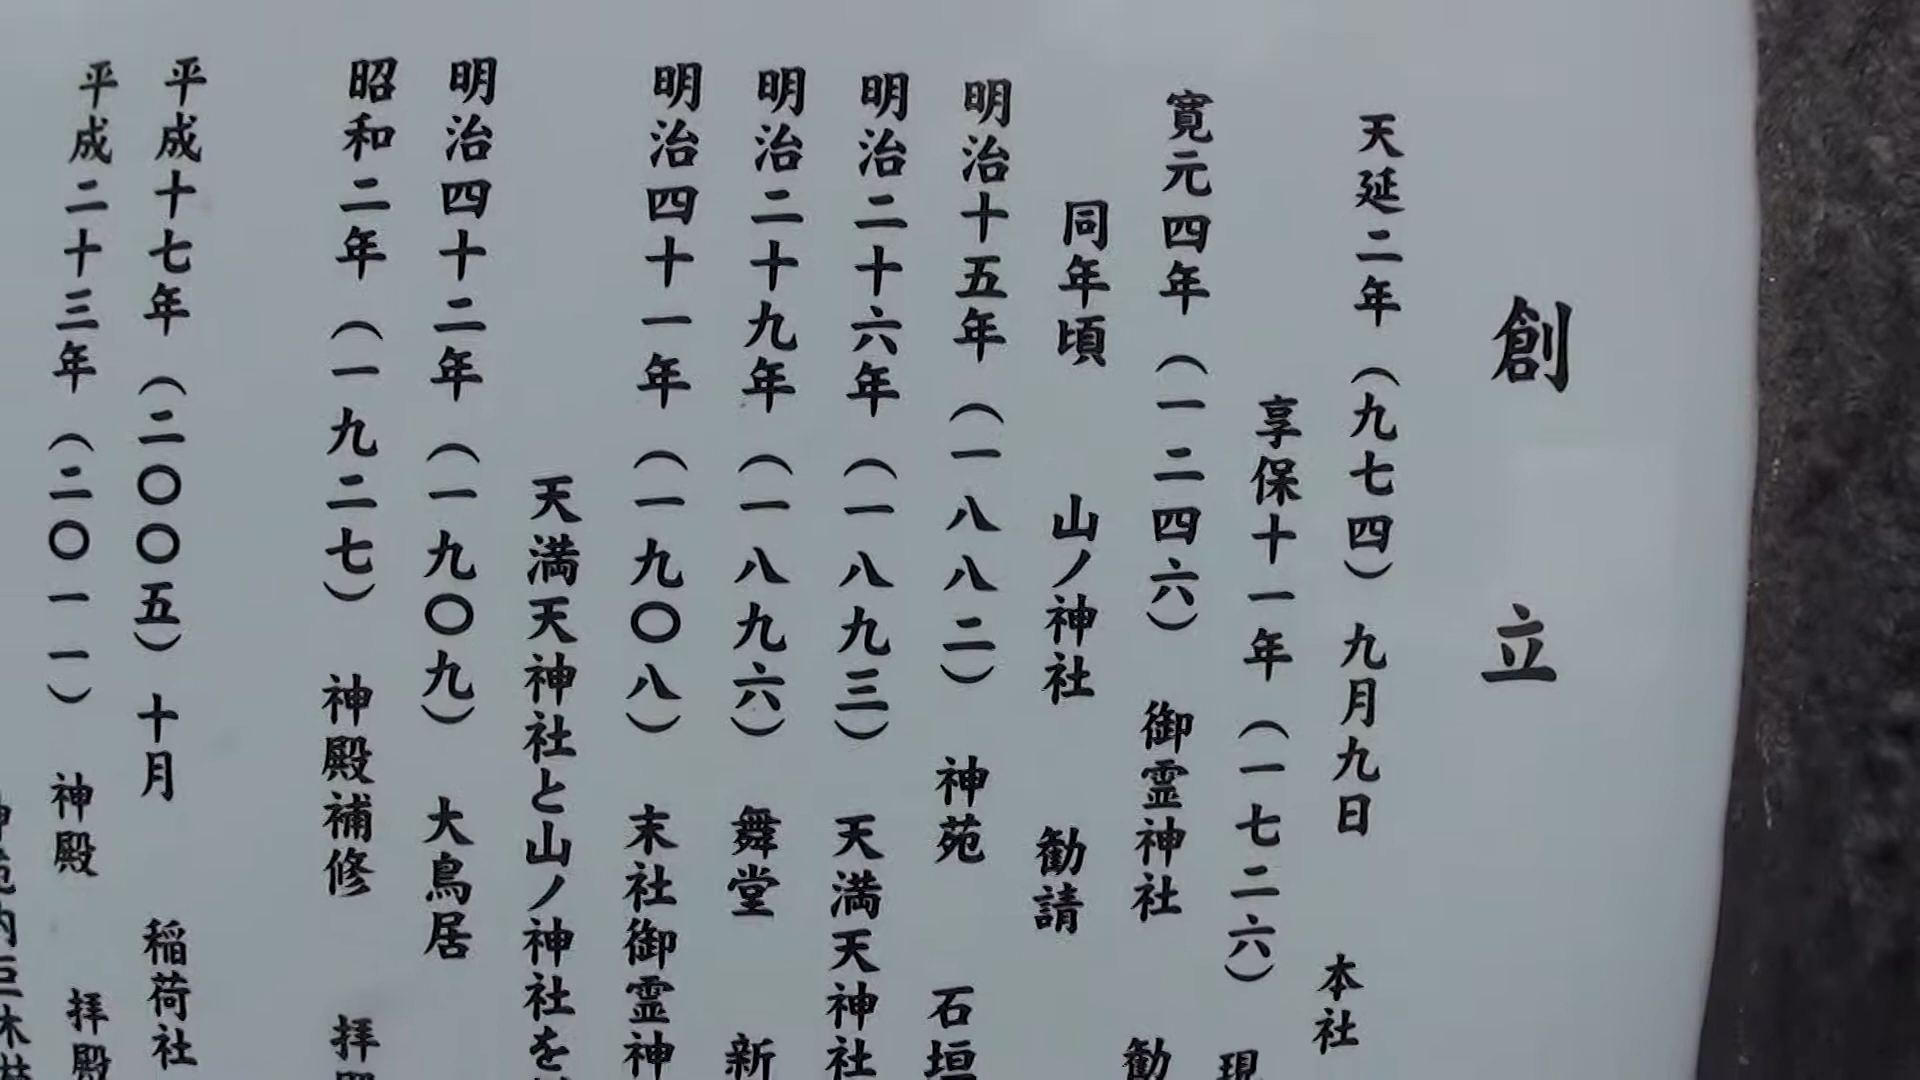 創立
天延二年（九七四）九月九日 本社
享保十一年（一七二六） 現
寛元四年（一二四六） 御霊神社 勧
同年頃 山ノ神社 勧請
明治十五年（一八八二） 神苑 石垣
明治二十六年（一八九三） 天満天神社
明治二十九年（一八九六） 舞堂 新
明治四十一年（一九〇八） 末社御霊神
天満天神社と山ノ神社を
明治四十二年（一九〇九） 大鳥居
昭和二年（一九二七） 神殿補修 拝
平成十七年（二〇〇五）十月 稲荷社
平成二十三年（二〇一一） 神殿 拝殿
内巨木